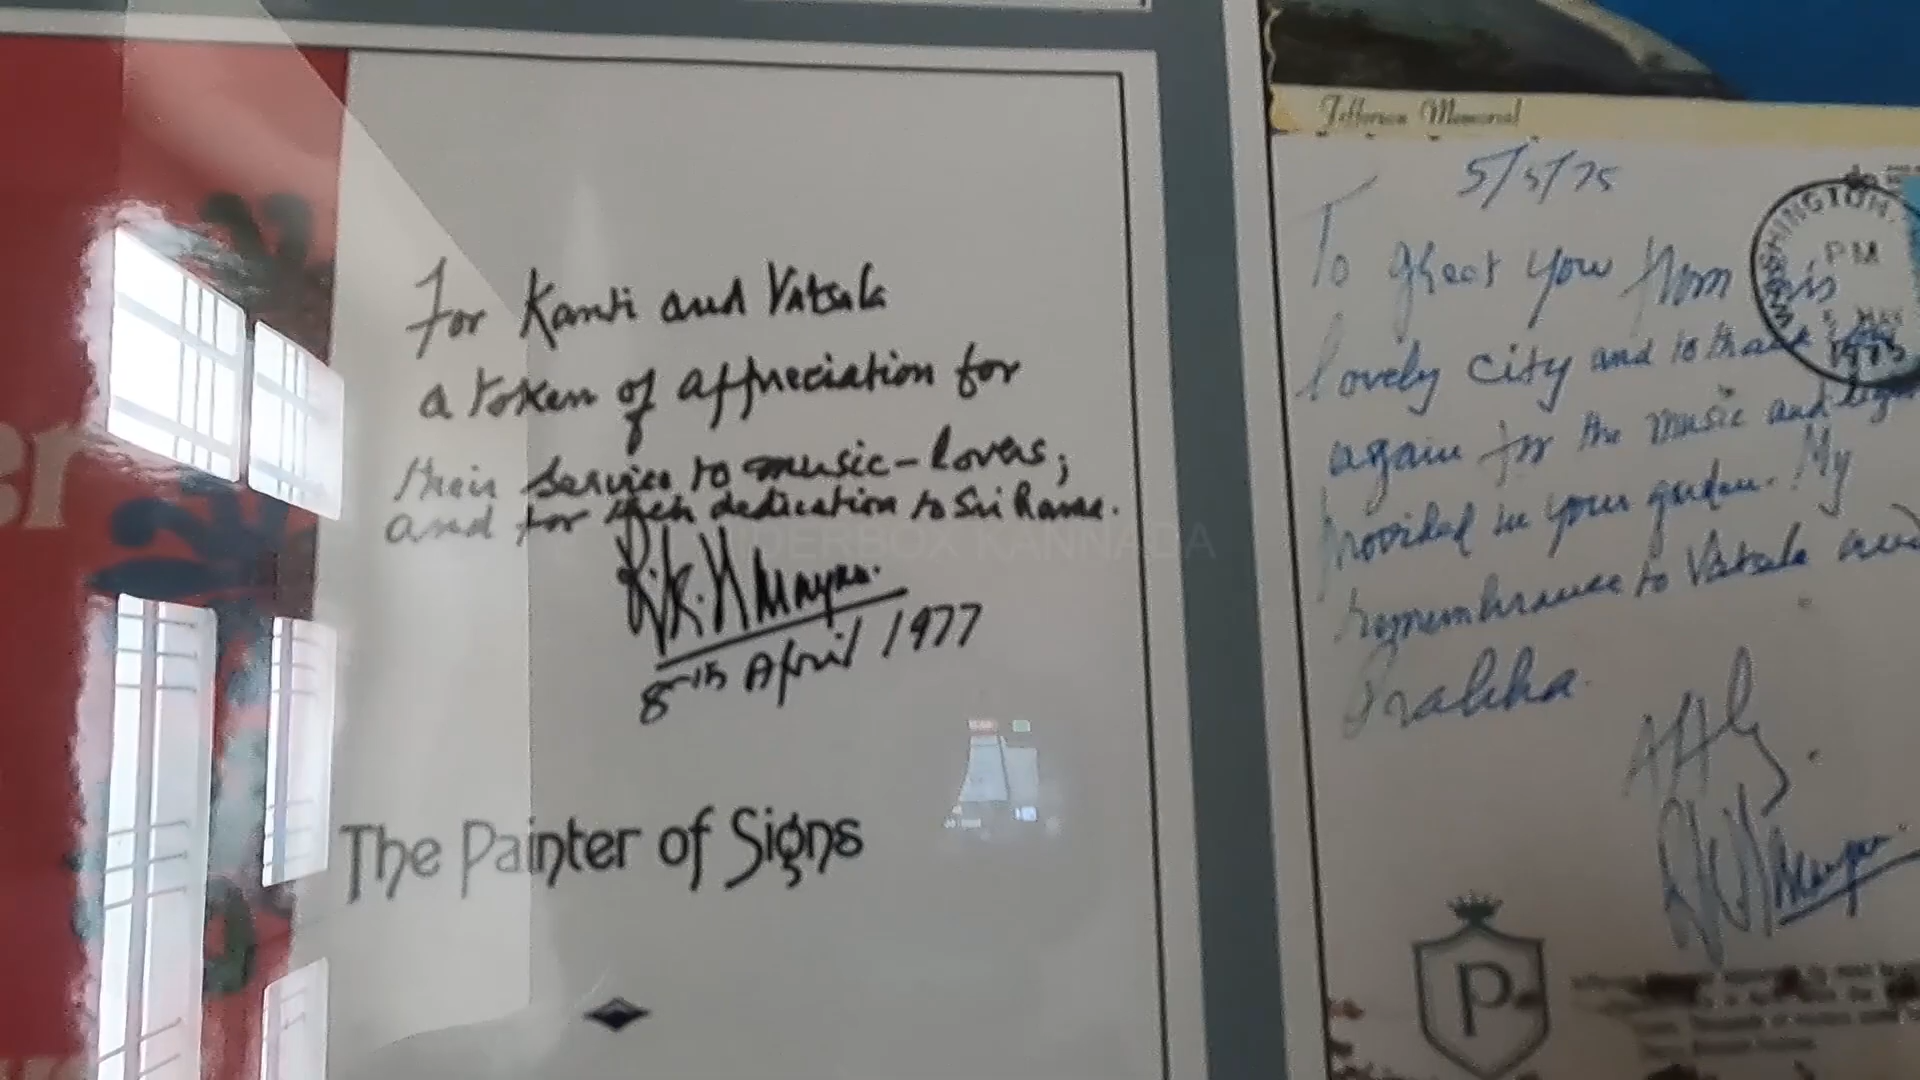 For Kanti and Vatsala
a token of appreciation for
their service to music-lovers;
and for their dedication to Sri Rama.
R.K. Narayan.
8th April 1977
The Painter of Signs
Jefferson Memorial
5/5/75
WASHINGTON,
PM
1975
To greet you from this
lovely city and to thank
again for the music and
provided in your garden. My
remembrances to Vatsala and
Prabha.
R K Narayan
P
KANNADA